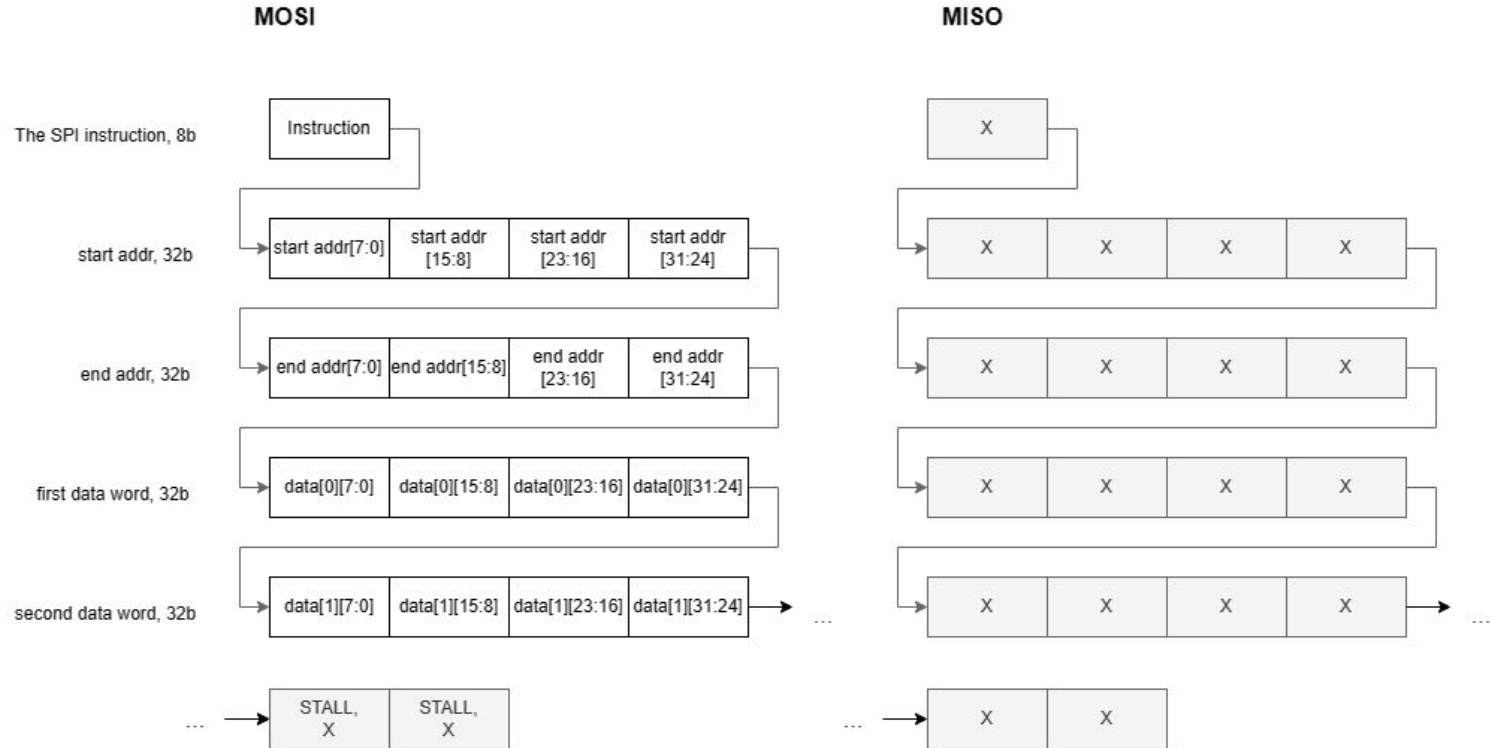 MOSI
MISO
The SPI instruction, 8b
Instruction
X
start addr, 32b
start addr[7:0]
start addr
[15:8]
start addr
[23:16]
start addr
[31:24]
X
X
X
X
end addr, 32b
end addr[7:0]
end addr[15:8]
end addr
[23:16]
end addr
[31:24]
X
X
X
X
first data word, 32b
data[0][7:0]
data[0][15:8]
data[0][23:16]
data[0][31:24]
X
X
X
X
second data word, 32b
data[1][7:0]
data[1][15:8]
data[1][23:16]
data[1][31:24]
...
X
X
X
X
...
...
STALL,
X
STALL,
X
...
X
X